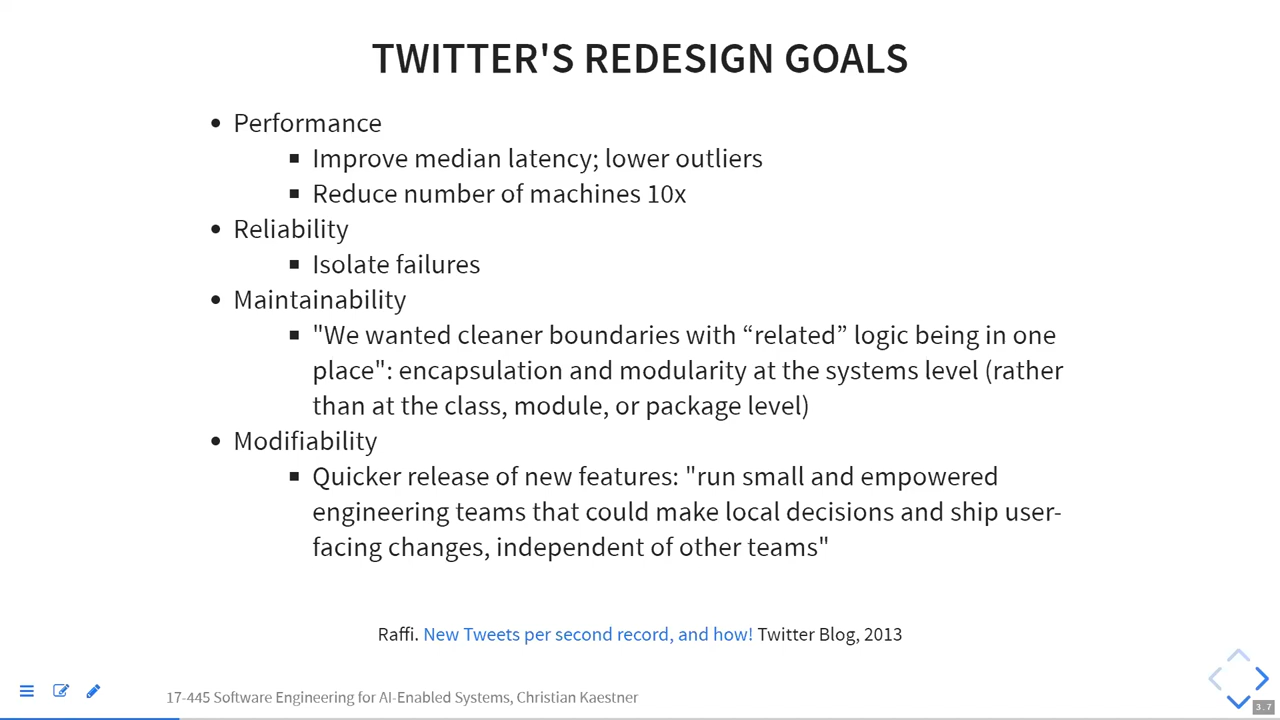 TWITTER'S REDESIGN GOALS
• Performance
▪ Improve median latency; lower outliers
▪ Reduce number of machines 10x
• Reliability
▪ Isolate failures
• Maintainability
▪ "We wanted cleaner boundaries with “related” logic being in one
place": encapsulation and modularity at the systems level (rather
than at the class, module, or package level)
• Modifiability
▪ Quicker release of new features: "run small and empowered
engineering teams that could make local decisions and ship user-
facing changes, independent of other teams"
Raffi. New Tweets per second record, and how! Twitter Blog, 2013
17-445 Software Engineering for AI-Enabled Systems, Christian Kaestner
3.7